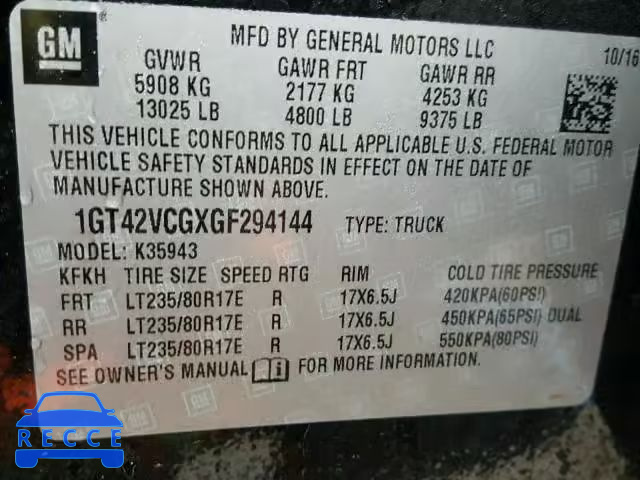 GM
MFD BY GENERAL MOTORS LLC
10/16
GVWR GAWR FRT GAWR RR
5908 KG 2177 KG 4253 KG
13025 LB 4800 LB 9375 LB
THIS VEHICLE CONFORMS TO ALL APPLICABLE U.S. FEDERAL MOTOR
VEHICLE SAFETY STANDARDS IN EFFECT ON THE DATE OF
MANUFACTURE SHOWN ABOVE.
1GT42VCGXGF294144 TYPE: TRUCK
MODEL: K35943
KFKH TIRE SIZE SPEED RTG RIM COLD TIRE PRESSURE
FRT LT235/80R17E R 17X6.5J 420KPA(60PSI)
RR LT235/80R17E R 17X6.5J 450KPA(65PSI) DUAL
SPA LT235/80R17E R 17X6.5J 550KPA(80PSI)
SEE OWNER'S MANUAL FOR MORE INFORMATION.
RECCE